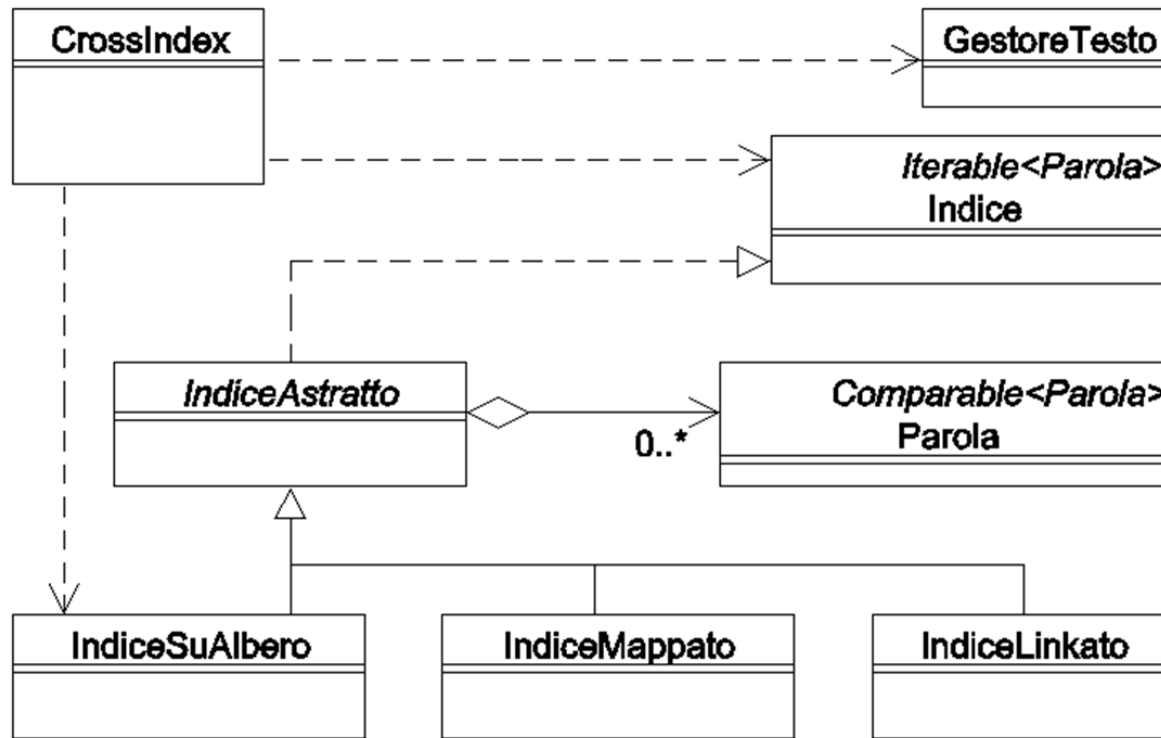 CrossIndex
GestoreTesto
Iterable<Parola>
Indice
IndiceAstratto
Comparable<Parola>
Parola
0..*
IndiceSuAlbero
IndiceMappato
IndiceLinkato